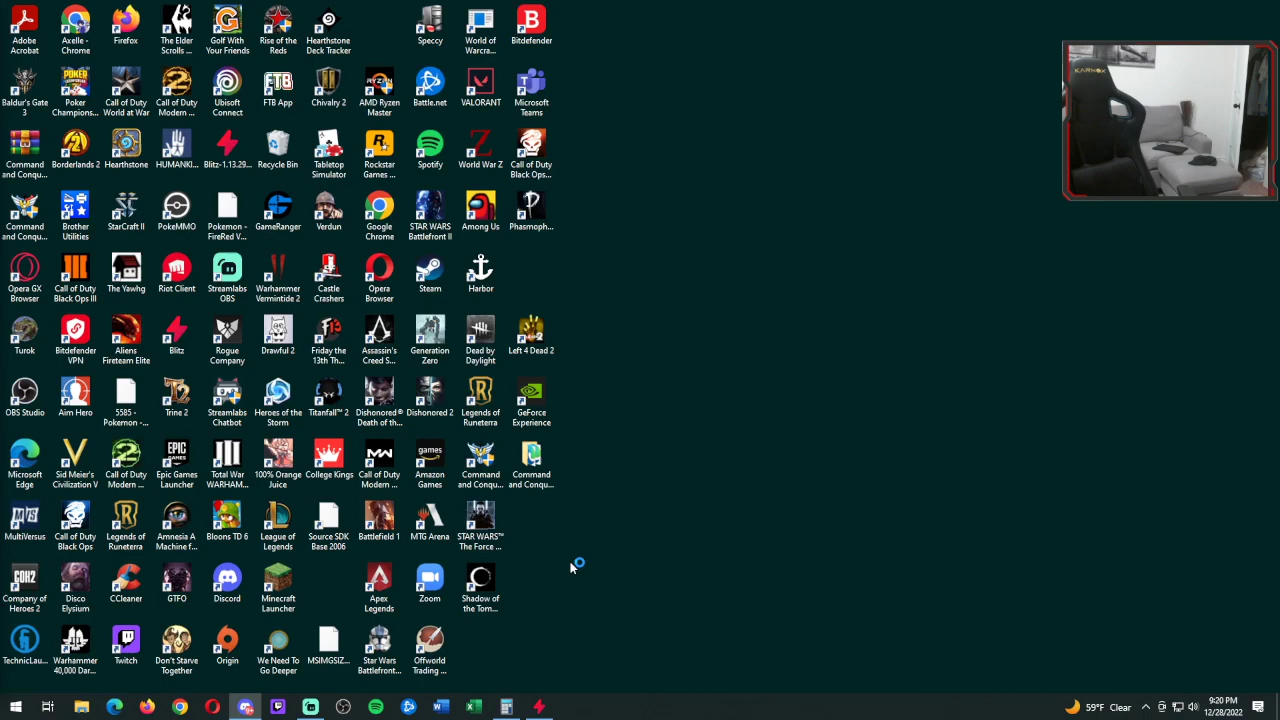 Adobe
Acrobat
Axelle -
Chrome
Firefox
The Elder
Scrolls ...
Golf With
Your Friends
Rise of the
Reds
Hearthstone
Deck Tracker
Speccy
World of
Warcra...
Bitdefender
Baldur's Gate
3
Poker
Champions...
Call of Duty
World at War
Call of Duty
Modern ...
Ubisoft
Connect
FTB App
Chivalry 2
AMD Ryzen
Master
Battle.net
VALORANT
Microsoft
Teams
Command
and Conqu...
Borderlands 2
Hearthstone
HUMANKI...
Blitz-1.13.29...
Recycle Bin
Tabletop
Simulator
Rockstar
Games ...
Spotify
World War Z
Call of Duty
Black Ops...
Command
and Conqu...
Brother
Utilities
StarCraft II
PokeMMO
Pokemon -
FireRed V...
GameRanger
Verdun
Google
Chrome
STAR WARS
Battlefront II
Among Us
Phasmoph...
Opera GX
Browser
Call of Duty
Black Ops III
The Yawhg
Riot Client
Streamlabs
OBS
Warhammer
Vermintide 2
Castle
Crashers
Opera
Browser
Steam
Harbor
Turok
Bitdefender
VPN
Aliens
Fireteam Elite
Blitz
Rogue
Company
Drawful 2
Friday the
13th Th...
Assassin's
Creed S...
Generation
Zero
Dead by
Daylight
Left 4 Dead 2
OBS Studio
Aim Hero
5585 -
Pokemon -...
Trine 2
Streamlabs
Chatbot
Heroes of the
Storm
Titanfall™ 2
Dishonored®
Death of th...
Dishonored 2
Legends of
Runeterra
GeForce
Experience
Microsoft
Edge
Sid Meier's
Civilization V
Call of Duty
Modern ...
Epic Games
Launcher
Total War
WARHAM...
100% Orange
Juice
College Kings
Call of Duty
Modern ...
Amazon
Games
Command
and Conqu...
Command
and Conqu...
MultiVersus
Call of Duty
Black Ops
Legends of
Runeterra
Amnesia A
Machine f...
Bloons TD 6
League of
Legends
Source SDK
Base 2006
Battlefield 1
MTG Arena
STAR WARS™
The Force ...
Company of
Heroes 2
Disco
Elysium
CCleaner
GTFO
Discord
Minecraft
Launcher
Apex
Legends
Zoom
Shadow of
the Tom...
TechnicLau...
Warhammer
40,000 Dar...
Twitch
Don't Starve
Together
Origin
We Need To
Go Deeper
MSIMGSIZ...
Star Wars
Battlefront...
Offworld
Trading ...
KARNOX
59°F Clear
9:20 PM
12/28/2022